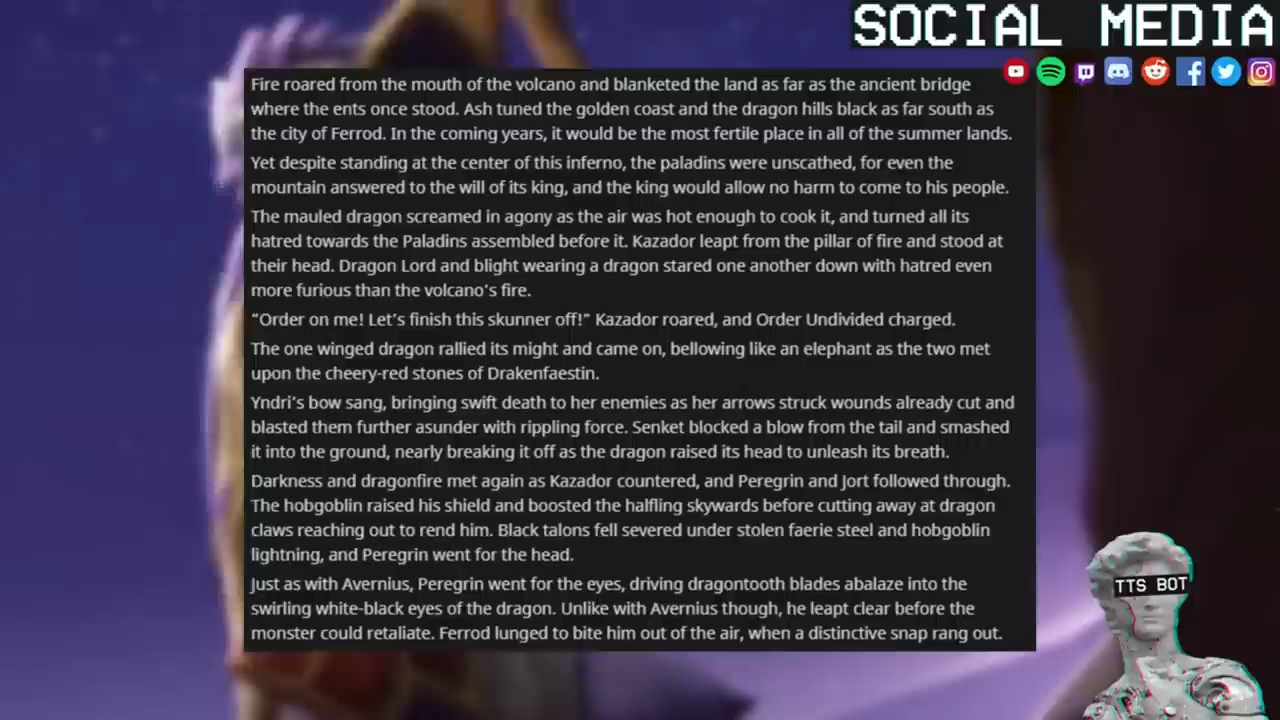 SOCIAL MEDIA
Fire roared from the mouth of the volcano and blanketed the land as far as the ancient bridge
where the ents once stood. Ash tuned the golden coast and the dragon hills black as far south as
the city of Ferrod. In the coming years, it would be the most fertile place in all of the summer lands.
Yet despite standing at the center of this inferno, the paladins were unscathed, for even the
mountain answered to the will of its king, and the king would allow no harm to come to his people.
The mauled dragon screamed in agony as the air was hot enough to cook it, and turned all its
hatred towards the Paladins assembled before it. Kazador leapt from the pillar of fire and stood at
their head. Dragon Lord and blight wearing a dragon stared one another down with hatred even
more furious than the volcano's fire.
“Order on me! Let's finish this skunner off!” Kazador roared, and Order Undivided charged.
The one winged dragon rallied its might and came on, bellowing like an elephant as the two met
upon the cheery-red stones of Drakenfaestin.
Yndri's bow sang, bringing swift death to her enemies as her arrows struck wounds already cut and
blasted them further asunder with rippling force. Senket blocked a blow from the tail and smashed
it into the ground, nearly breaking it off as the dragon raised its head to unleash its breath.
Darkness and dragonfire met again as Kazador countered, and Peregrin and Jort followed through.
The hobgoblin raised his shield and boosted the halfling skywards before cutting away at dragon
claws reaching out to rend him. Black talons fell severed under stolen faerie steel and hobgoblin
lightning, and Peregrin went for the head.
Just as with Avernius, Peregrin went for the eyes, driving dragontooth blades abalaze into the
swirling white-black eyes of the dragon. Unlike with Avernius though, he leapt clear before the
monster could retaliate. Ferrod lunged to bite him out of the air, when a distinctive snap rang out.
TTS BOT